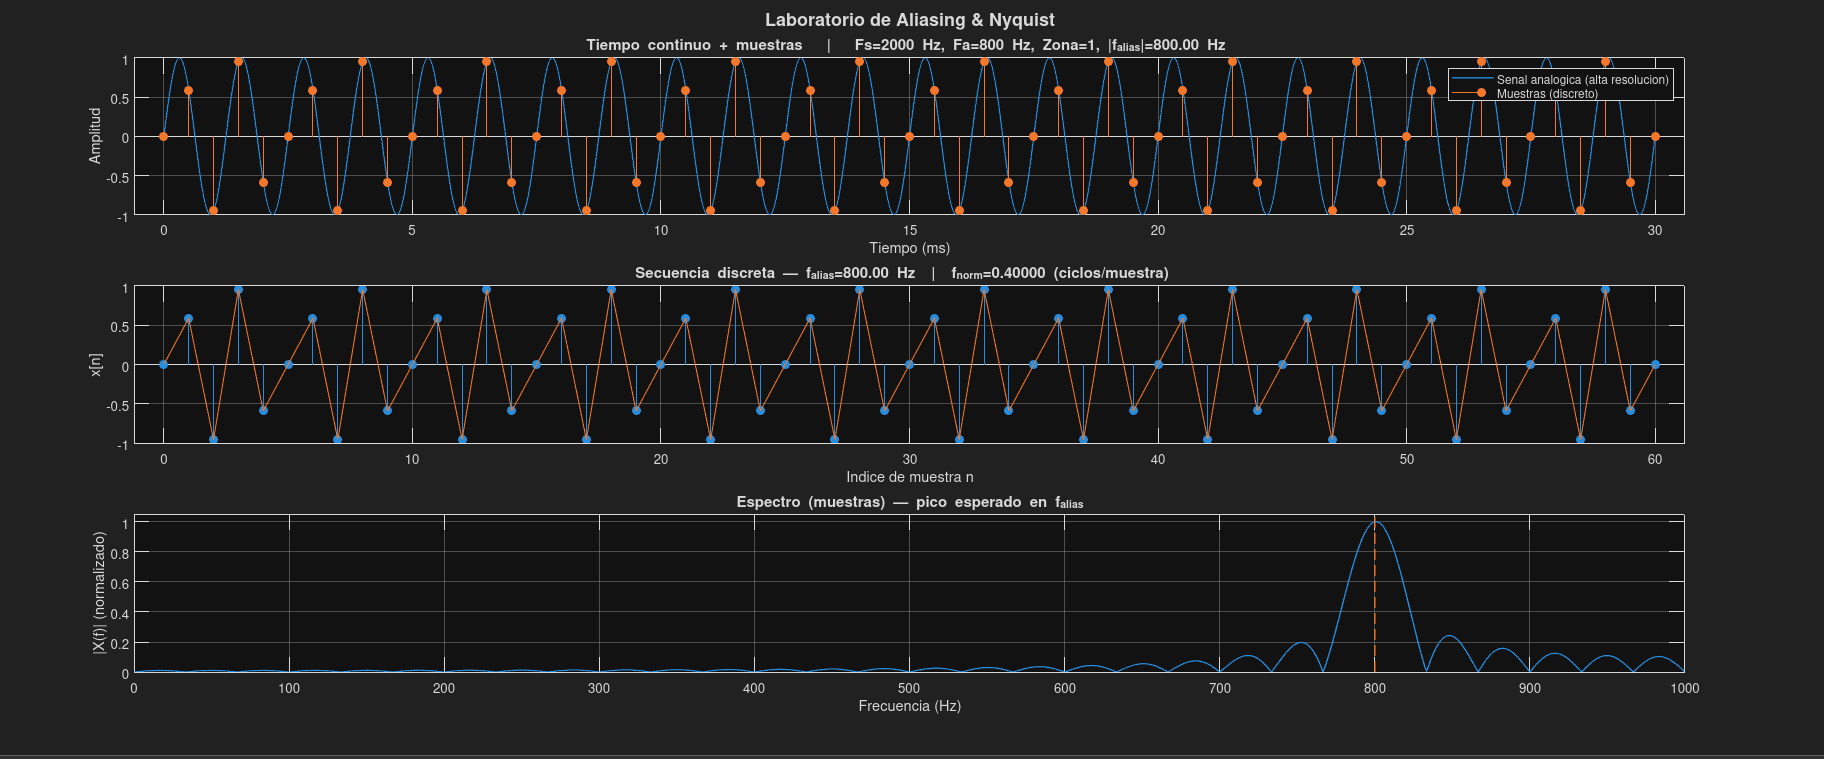 Laboratorio de Aliasing & Nyquist
Tiempo continuo + muestras | Fs=2000 Hz, Fa=800 Hz, Zona=1, |falias|=800.00 Hz
1
0.5
0
-0.5
-1
Amplitud
Senal analogica (alta resolucion)
Muestras (discreto)
0 5 10 15 20 25 30
Tiempo (ms)
Secuencia discreta — falias=800.00 Hz | fnorm=0.40000 (ciclos/muestra)
1
0.5
0
-0.5
-1
x[n]
0 10 20 30 40 50 60
Indice de muestra n
Espectro (muestras) — pico esperado en falias
1
0.8
0.6
0.4
0.2
0
|X(f)| (normalizado)
0 100 200 300 400 500 600 700 800 900 1000
Frecuencia (Hz)